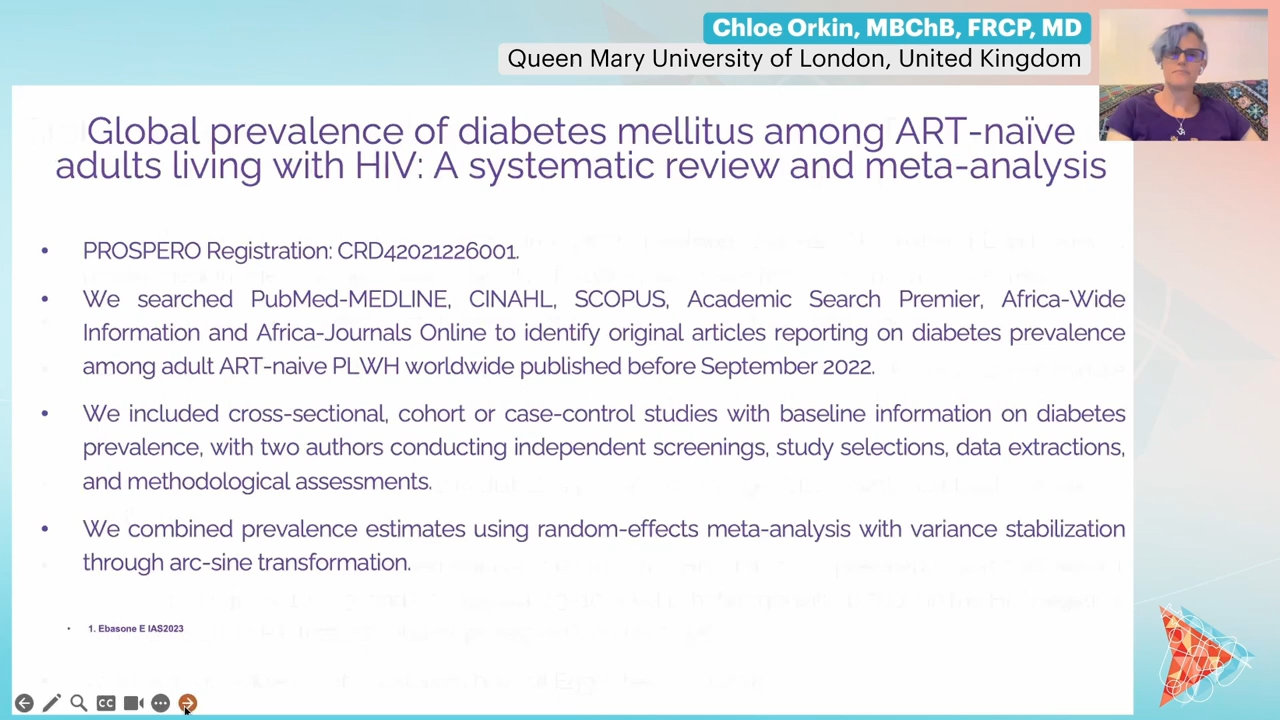 Chloe Orkin, MBChB, FRCP, MD
Queen Mary University of London, United Kingdom
Global prevalence of diabetes mellitus among ART-naïve
adults living with HIV: A systematic review and meta-analysis
• PROSPERO Registration: CRD42021226001.
• We searched PubMed-MEDLINE, CINAHL, SCOPUS, Academic Search Premier, Africa-Wide
Information and Africa-Journals Online to identify original articles reporting on diabetes prevalence
among adult ART-naive PLWH worldwide published before September 2022.
• We included cross-sectional, cohort or case-control studies with baseline information on diabetes
prevalence, with two authors conducting independent screenings, study selections, data extractions,
and methodological assessments.
• We combined prevalence estimates using random-effects meta-analysis with variance stabilization
through arc-sine transformation.
• 1. Ebasone E IAS2023
CC